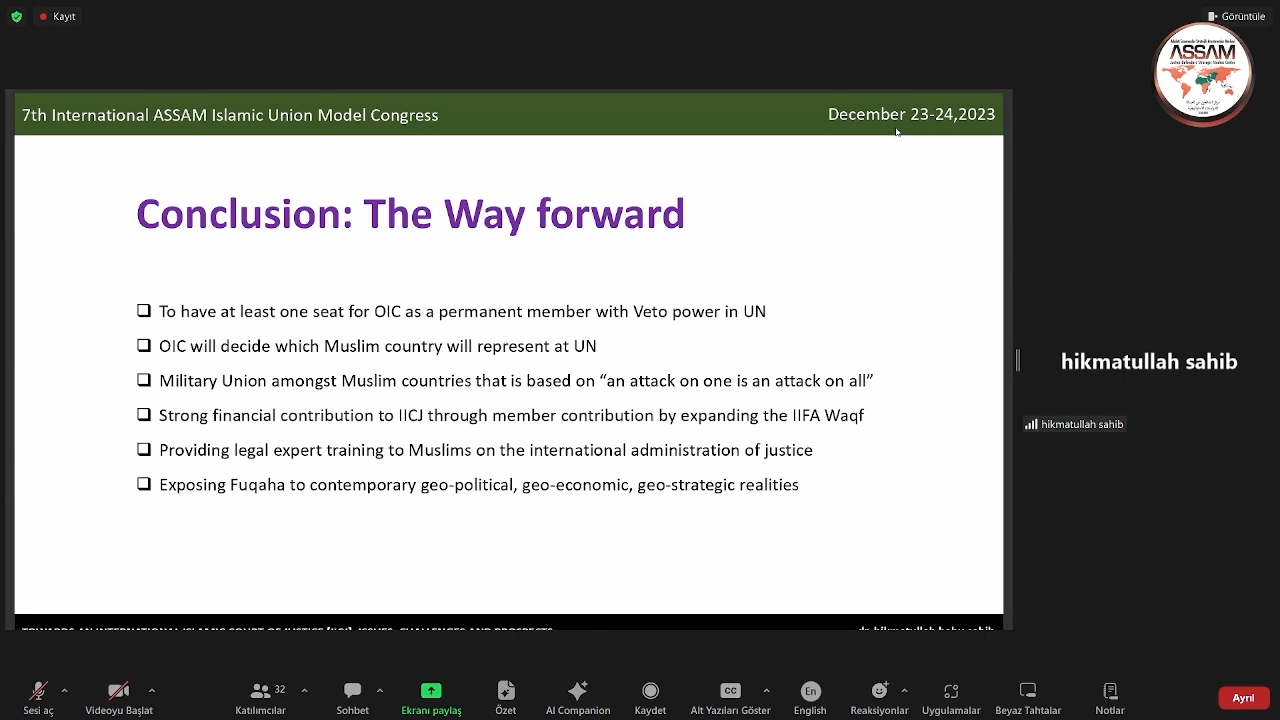 Kayıt
Görüntüle
ASSAM
7th International ASSAM Islamic Union Model Congress
December 23-24,2023
Conclusion: The Way forward
To have at least one seat for OIC as a permanent member with Veto power in UN
OIC will decide which Muslim country will represent at UN
Military Union amongst Muslim countries that is based on “an attack on one is an attack on all”
Strong financial contribution to IICJ through member contribution by expanding the IIFA Waqf
Providing legal expert training to Muslims on the international administration of justice
Exposing Fuqaha to contemporary geo-political, geo-economic, geo-strategic realities
hikmatullah sahib
hikmatullah sahib
Sesi aç
Videoyu Başlat
32
Katılımcılar
Sohbet
Ekranı paylaş
Özet
AI Companion
Kaydet
CC
Alt Yazıları Göster
En
English
Reaksiyonlar
Uygulamalar
Beyaz Tahtalar
Notlar
Ayrıl